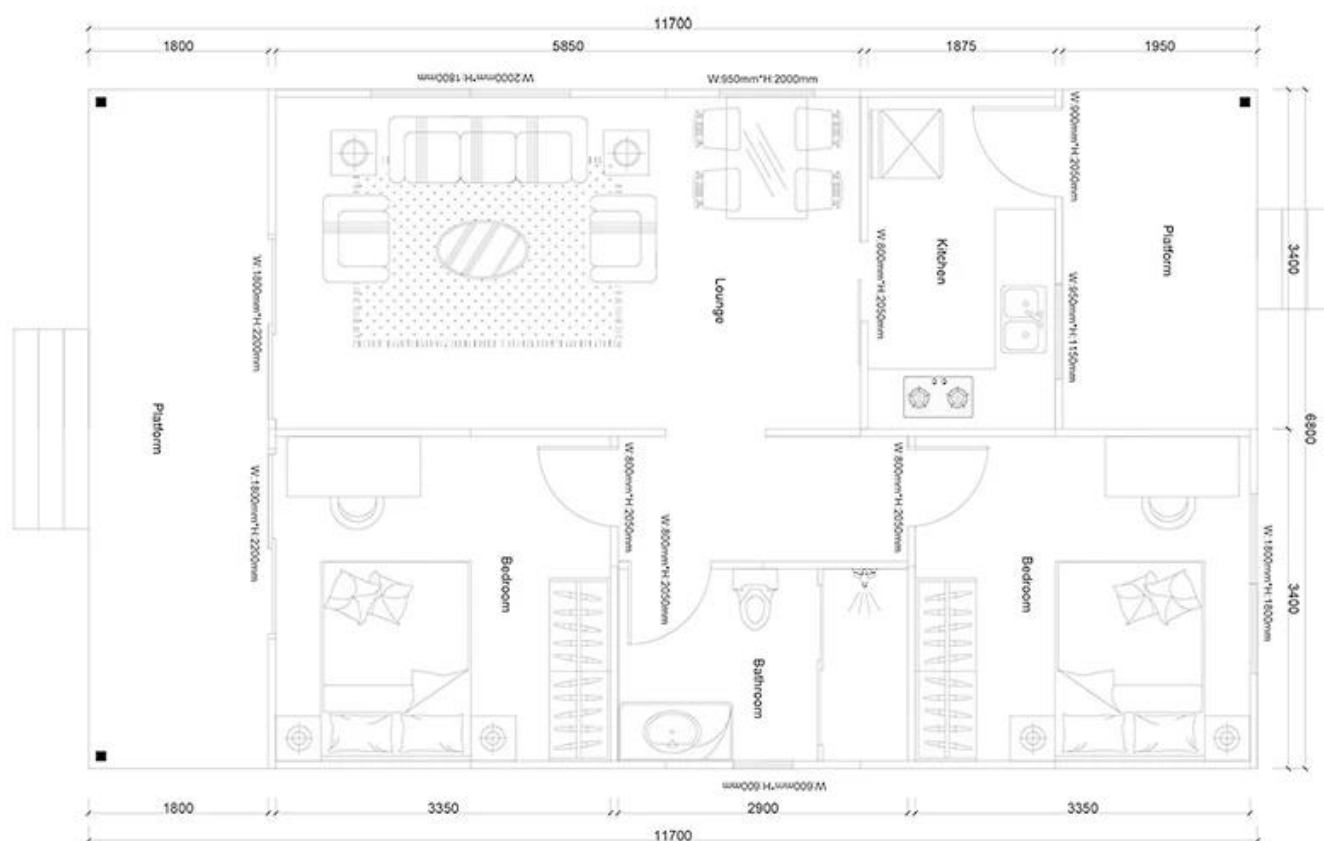 11700
1800
5850
1875
1950
W:2000mm*H:1800mm
W:950mm*H:2000mm
W:900mm*H:2050mm
W:800mm*H:2050mm
Kitchen
Platform
3400
W:1800mm*H:2200mm
Lounge
W:950mm*H:1150mm
Platform
6800
W:1800mm*H:2200mm
W:800mm*H:2050mm
W:800mm*H:2050mm
W:800mm*H:2050mm
Bedroom
Bedroom
W:1800mm*H:1800mm
3400
Bathroom
W:600mm*H:600mm
1800
3350
2900
3350
11700